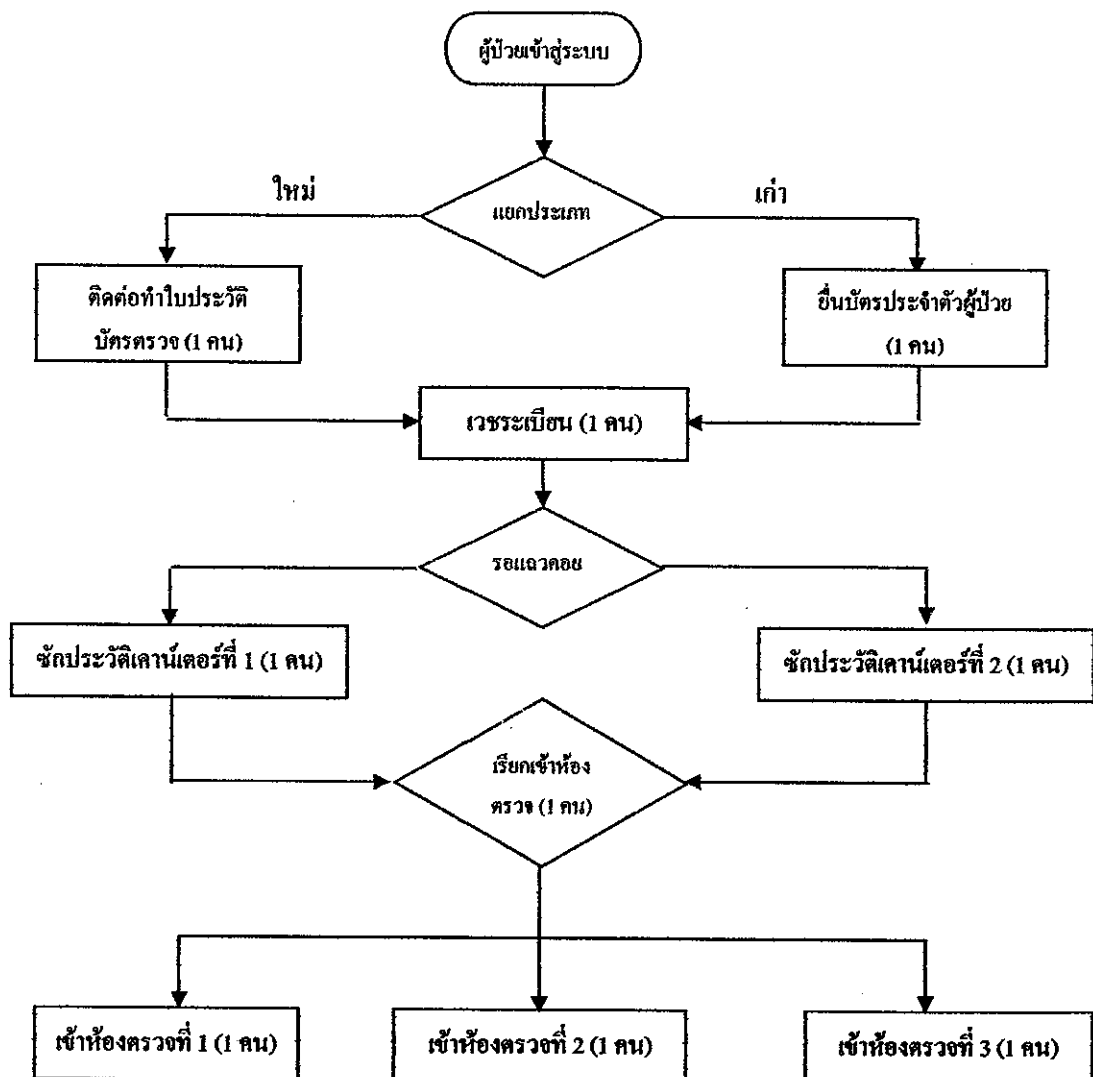 ผู้ป่วยเข้าสู่ระบบ
ใหม่
แยกประเภท
เก่า
ติดต่อทำใบประวัติ
บัตรตรวจ (1 คน)
ยื่นบัตรประจำตัวผู้ป่วย
(1 คน)
เวชระเบียน (1 คน)
รอแถวคอย
ซักประวัติเคาน์เตอร์ที่ 1 (1 คน)
ซักประวัติเคาน์เตอร์ที่ 2 (1 คน)
เรียกเข้าห้อง
ตรวจ (1 คน)
เข้าห้องตรวจที่ 1 (1 คน)
เข้าห้องตรวจที่ 2 (1 คน)
เข้าห้องตรวจที่ 3 (1 คน)